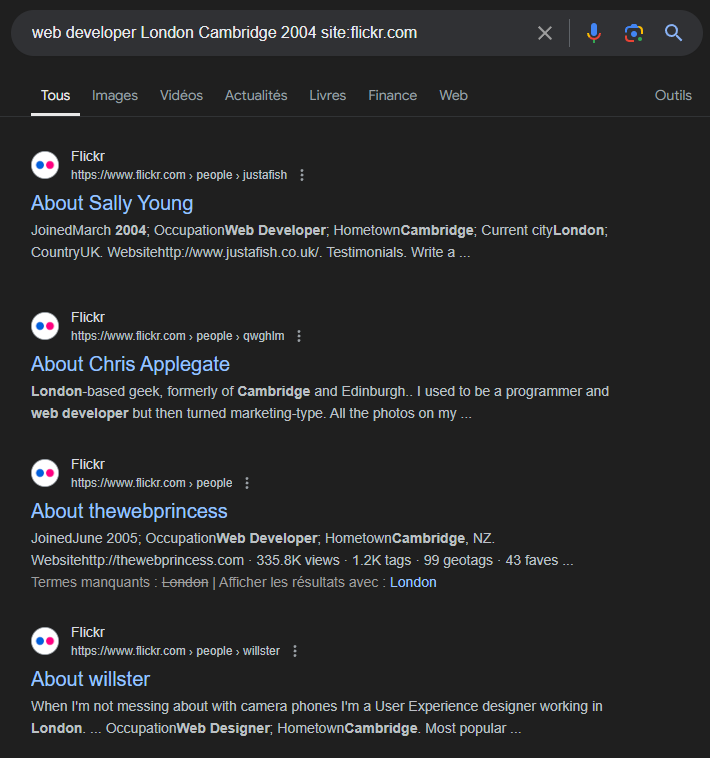 web developer London Cambridge 2004 site:flickr.com
Tous Images Vidéos Actualités Livres Finance Web Outils
Flickr
https://www.flickr.com › people › justafish
About Sally Young
JoinedMarch 2004; OccupationWeb Developer; HometownCambridge; Current cityLondon;
CountryUK. Websitehttp://www.justafish.co.uk/. Testimonials. Write a ...
Flickr
https://www.flickr.com › people › qwghlm
About Chris Applegate
London-based geek, formerly of Cambridge and Edinburgh.. I used to be a programmer and
web developer but then turned marketing-type. All the photos on my ...
Flickr
https://www.flickr.com › people
About thewebprincess
JoinedJune 2005; OccupationWeb Developer; HometownCambridge, NZ.
Websitehttp://thewebprincess.com · 335.8K views · 1.2K tags · 99 geotags · 43 faves ...
Termes manquants : London | Afficher les résultats avec : London
Flickr
https://www.flickr.com › people › willster
About willster
When I'm not messing about with camera phones I'm a User Experience designer working in
London. ... OccupationWeb Designer; HometownCambridge. Most popular ...